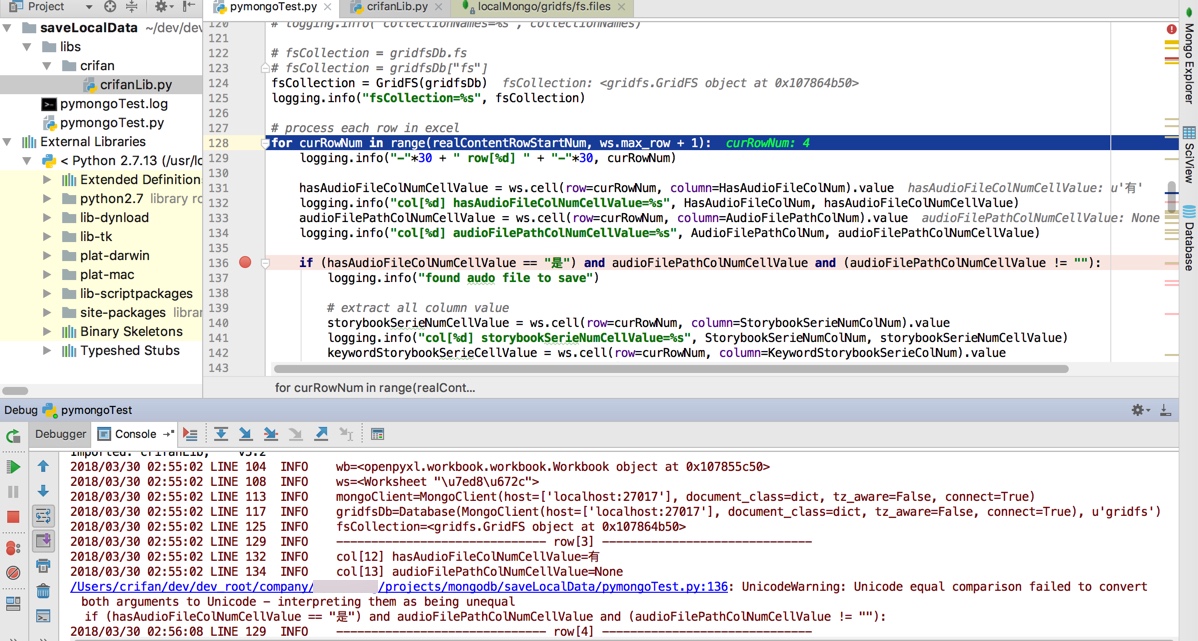 Project
pymongoTest.py
crifanLib.py
localMongo/gridfs/fs.files
saveLocalData ~/dev/dev
libs
crifan
crifanLib.py
pymongoTest.log
pymongoTest.py
External Libraries
< Python 2.7.13 (/usr/lo
Extended Definition
python2.7 library ro
lib-dynload
lib-tk
plat-darwin
plat-mac
lib-scriptpackages
site-packages librar
Binary Skeletons
Typeshed Stubs
120 # logging.info("collectionNames=%s", collectionNames)
121
122 # fsCollection = gridfsDb.fs
123 # fsCollection = gridfsDb["fs"]
124 fsCollection = GridFS(gridfsDb) fsCollection: <gridfs.GridFS object at 0x107864b50>
125 logging.info("fsCollection=%s", fsCollection)
126
127 # process each row in excel
128 for curRowNum in range(realContentRowStartNum, ws.max_row + 1): curRowNum: 4
129 logging.info("-"*30 + " row[%d] " + "-"*30, curRowNum)
130
131 hasAudioFileColNumCellValue = ws.cell(row=curRowNum, column=HasAudioFileColNum).value hasAudioFileColNumCellValue: u'有'
132 logging.info("col[%d] hasAudioFileColNumCellValue=%s", HasAudioFileColNum, hasAudioFileColNumCellValue)
133 audioFilePathColNumCellValue = ws.cell(row=curRowNum, column=AudioFilePathColNum).value audioFilePathColNumCellValue: None
134 logging.info("col[%d] audioFilePathColNumCellValue=%s", AudioFilePathColNum, audioFilePathColNumCellValue)
135
136 if (hasAudioFileColNumCellValue == "是") and audioFilePathColNumCellValue and (audioFilePathColNumCellValue != ""):
137 logging.info("found audo file to save")
138
139 # extract all column value
140 storybookSerieNumCellValue = ws.cell(row=curRowNum, column=StorybookSerieNumColNum).value
141 logging.info("col[%d] storybookSerieNumCellValue=%s", StorybookSerieNumColNum, storybookSerieNumCellValue)
142 keywordStorybookSerieCellValue = ws.cell(row=curRowNum, column=KeywordStorybookSerieColNum).value
143
for curRowNum in range(realCont...
Mongo Explorer
SciView
Database
Debug pymongoTest
Debugger Console
Imported: crifanLib, v5.2
2018/03/30 02:55:02 LINE 104 INFO wb=<openpyxl.workbook.workbook.Workbook object at 0x107855c50>
2018/03/30 02:55:02 LINE 108 INFO ws=<Worksheet "\u7ed8\u672c">
2018/03/30 02:55:02 LINE 113 INFO mongoClient=MongoClient(host=['localhost:27017'], document_class=dict, tz_aware=False, connect=True)
2018/03/30 02:55:02 LINE 117 INFO gridfsDb=Database(MongoClient(host=['localhost:27017'], document_class=dict, tz_aware=False, connect=True), u'gridfs')
2018/03/30 02:55:02 LINE 125 INFO fsCollection=<gridfs.GridFS object at 0x107864b50>
2018/03/30 02:55:02 LINE 129 INFO ------------------------------ row[3] ------------------------------
2018/03/30 02:55:02 LINE 132 INFO col[12] hasAudioFileColNumCellValue=有
2018/03/30 02:55:02 LINE 134 INFO col[13] audioFilePathColNumCellValue=None
/Users/crifan/dev/dev_root/company/ /projects/mongodb/saveLocalData/pymongoTest.py:136: UnicodeWarning: Unicode equal comparison failed to convert
both arguments to Unicode - interpreting them as being unequal
if (hasAudioFileColNumCellValue == "是") and audioFilePathColNumCellValue and (audioFilePathColNumCellValue != ""):
2018/03/30 02:56:08 LINE 129 INFO ------------------------------ row[4] ------------------------------